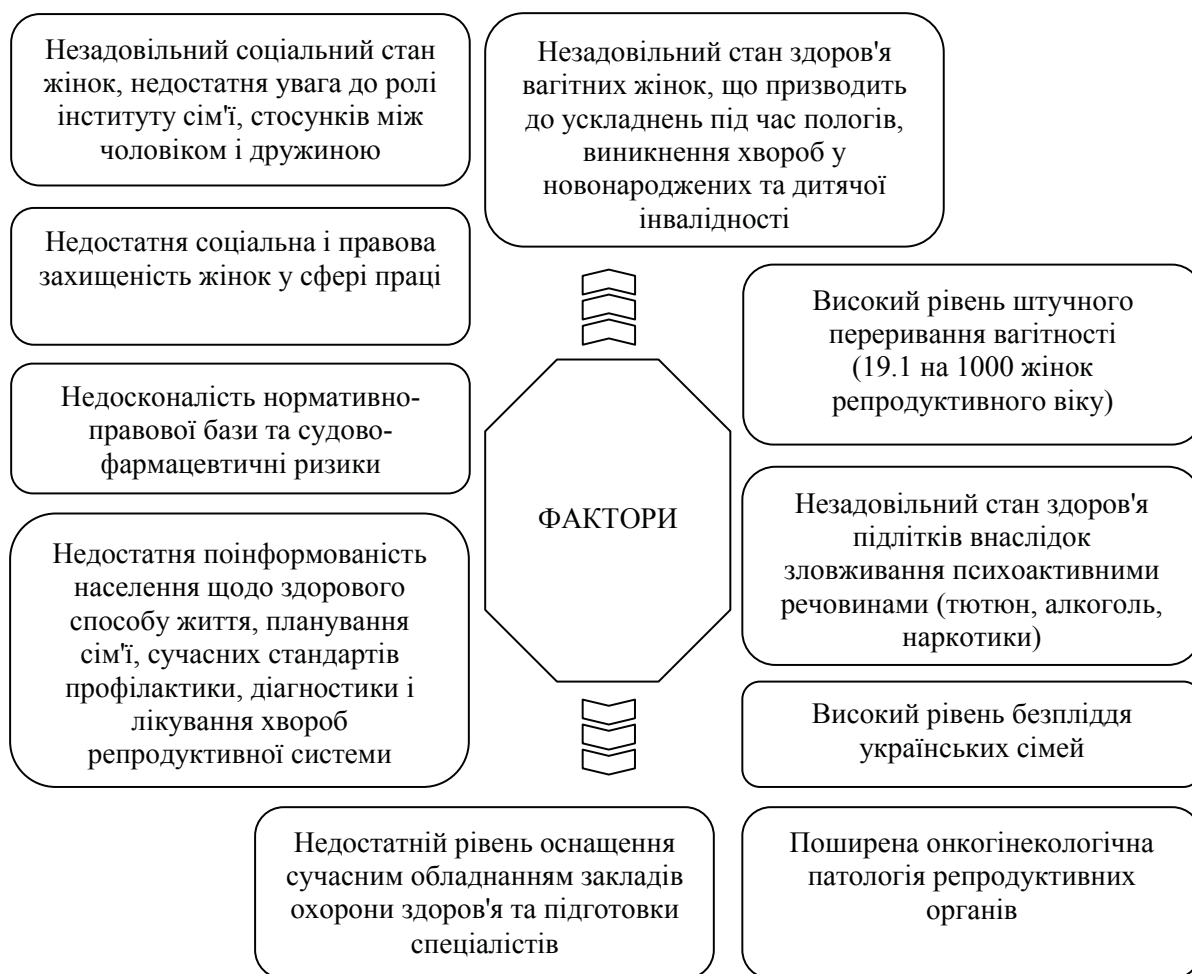 Незадовільний соціальний стан
жінок, недостатня увага до ролі
інституту сім'ї, стосунків між
чоловіком і дружиною
Незадовільний стан здоров'я
вагітних жінок, що призводить
до ускладнень під час пологів,
виникнення хвороб у
новонароджених та дитячої
інвалідності
Недостатня соціальна і правова
захищеність жінок у сфері праці
Високий рівень штучного
переривання вагітності
(19.1 на 1000 жінок
репродуктивного віку)
Недосконалість нормативно-
правової бази та судово-
фармацевтичні ризики
ФАКТОРИ
Незадовільний стан здоров'я
підлітків внаслідок
зловживання психоактивними
речовинами (тютюн, алкоголь,
наркотики)
Недостатня поінформованість
населення щодо здорового
способу життя, планування
сім'ї, сучасних стандартів
профілактики, діагностики і
лікування хвороб
репродуктивної системи
Високий рівень безпліддя
українських сімей
Недостатній рівень оснащення
сучасним обладнанням закладів
охорони здоров'я та підготовки
спеціалістів
Поширена онкогінекологічна
патологія репродуктивних
органів